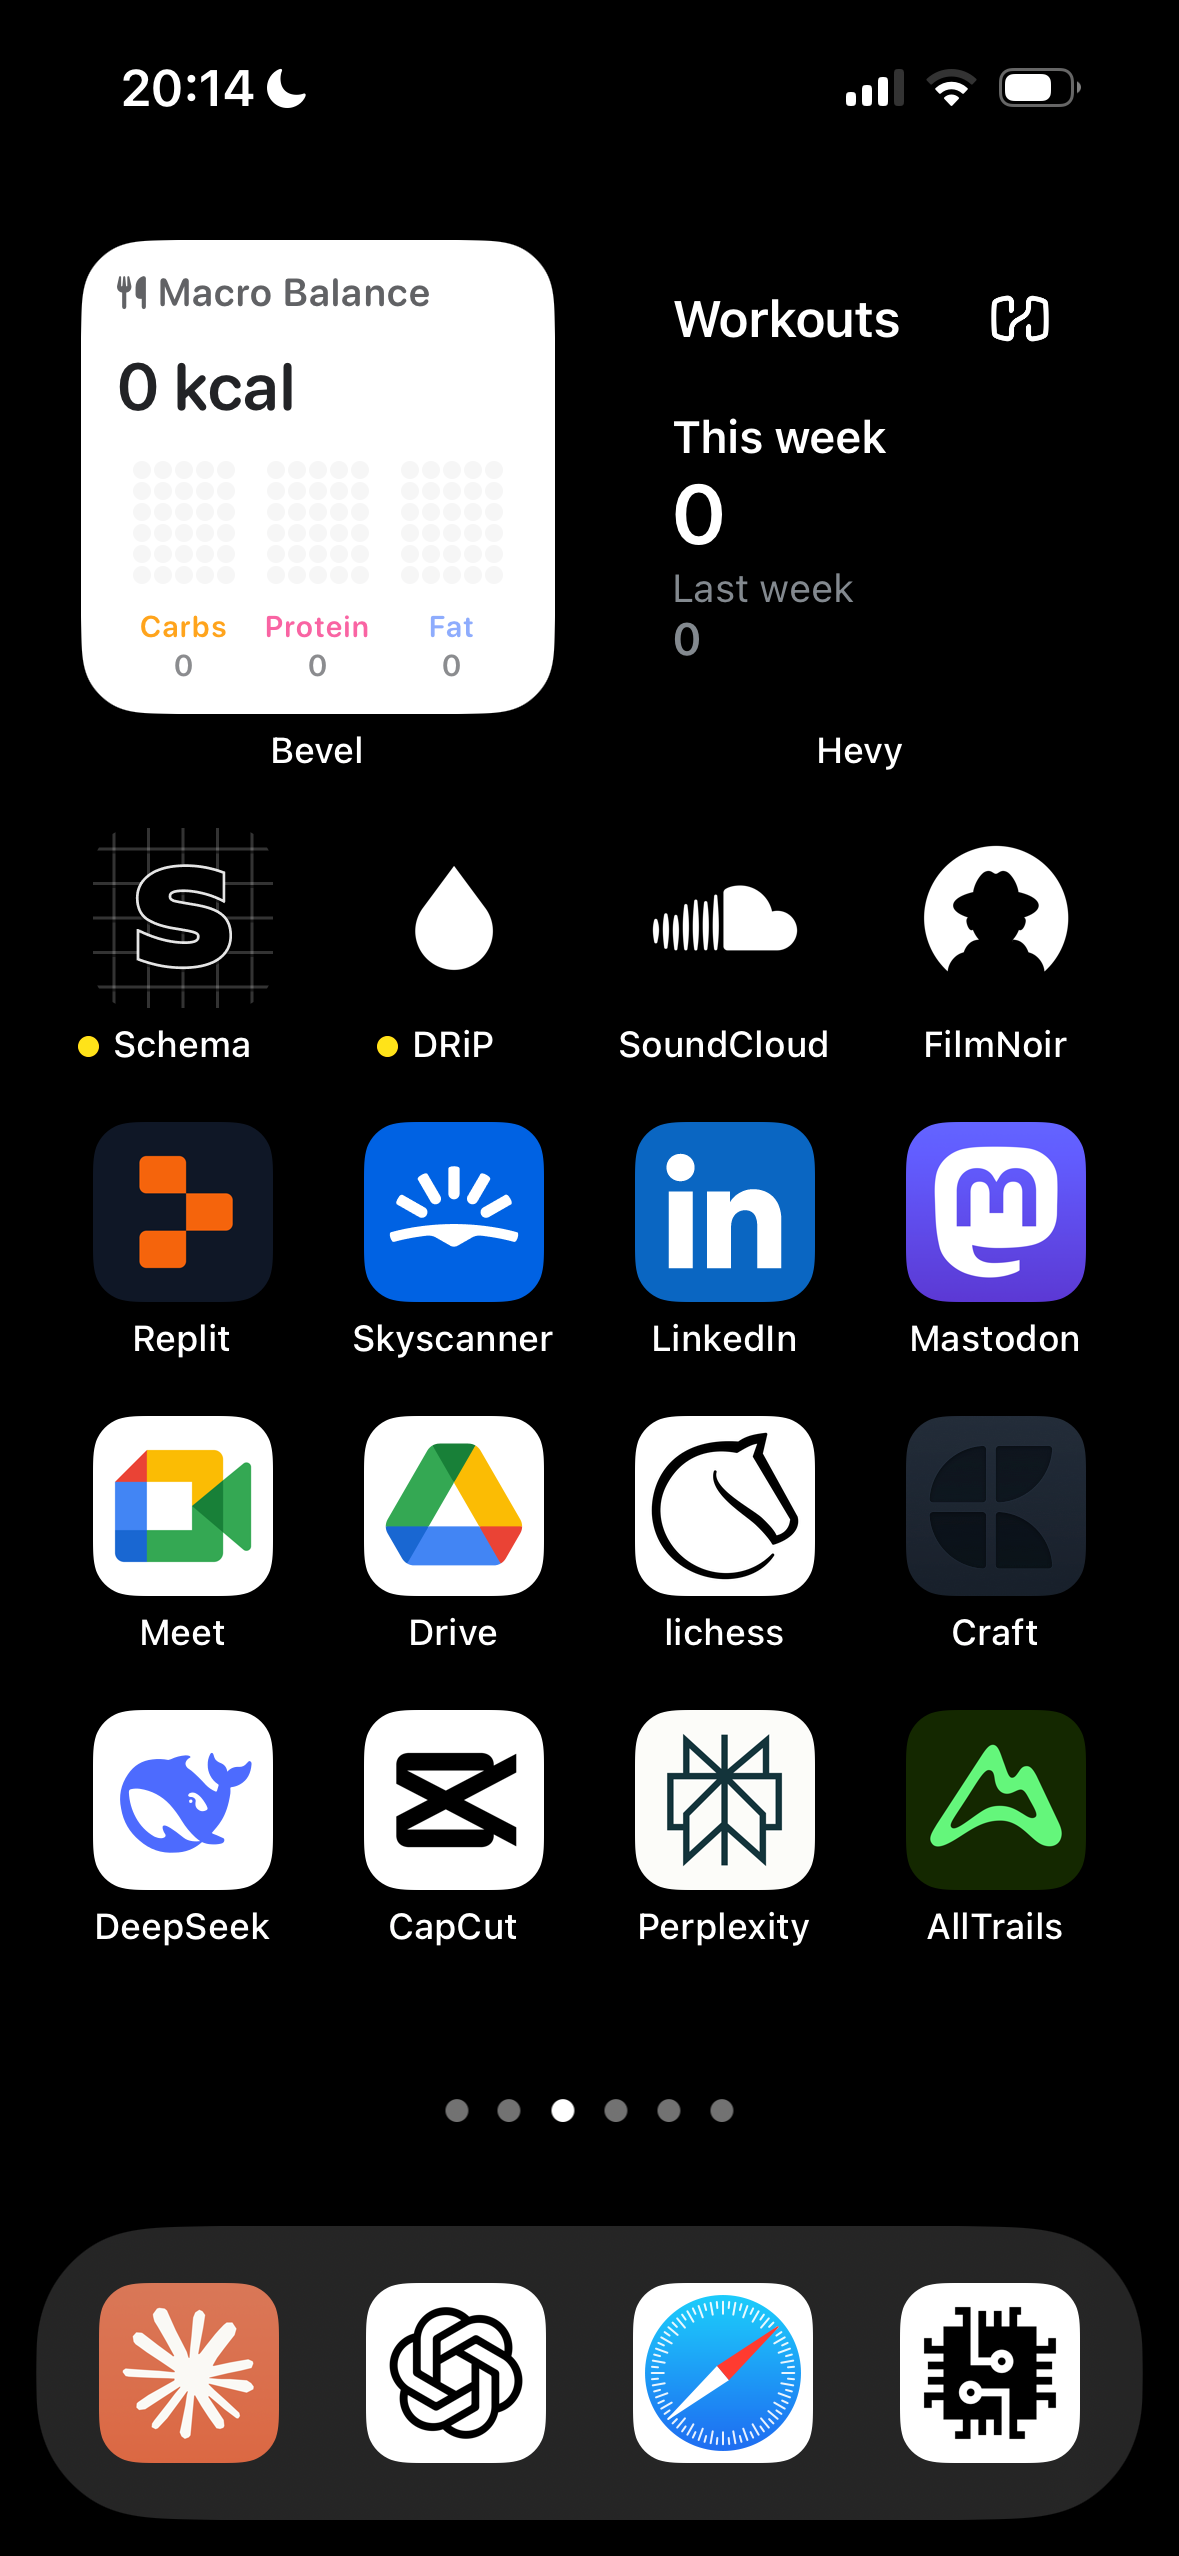 20:14
Macro Balance
0 kcal
Carbs Protein Fat
0 0 0
Bevel
Workouts
This week
0
Last week
0
Hevy
S
Schema DRiP SoundCloud FilmNoir
in m
Replit Skyscanner LinkedIn Mastodon
Meet Drive lichess Craft
DeepSeek CapCut Perplexity AllTrails